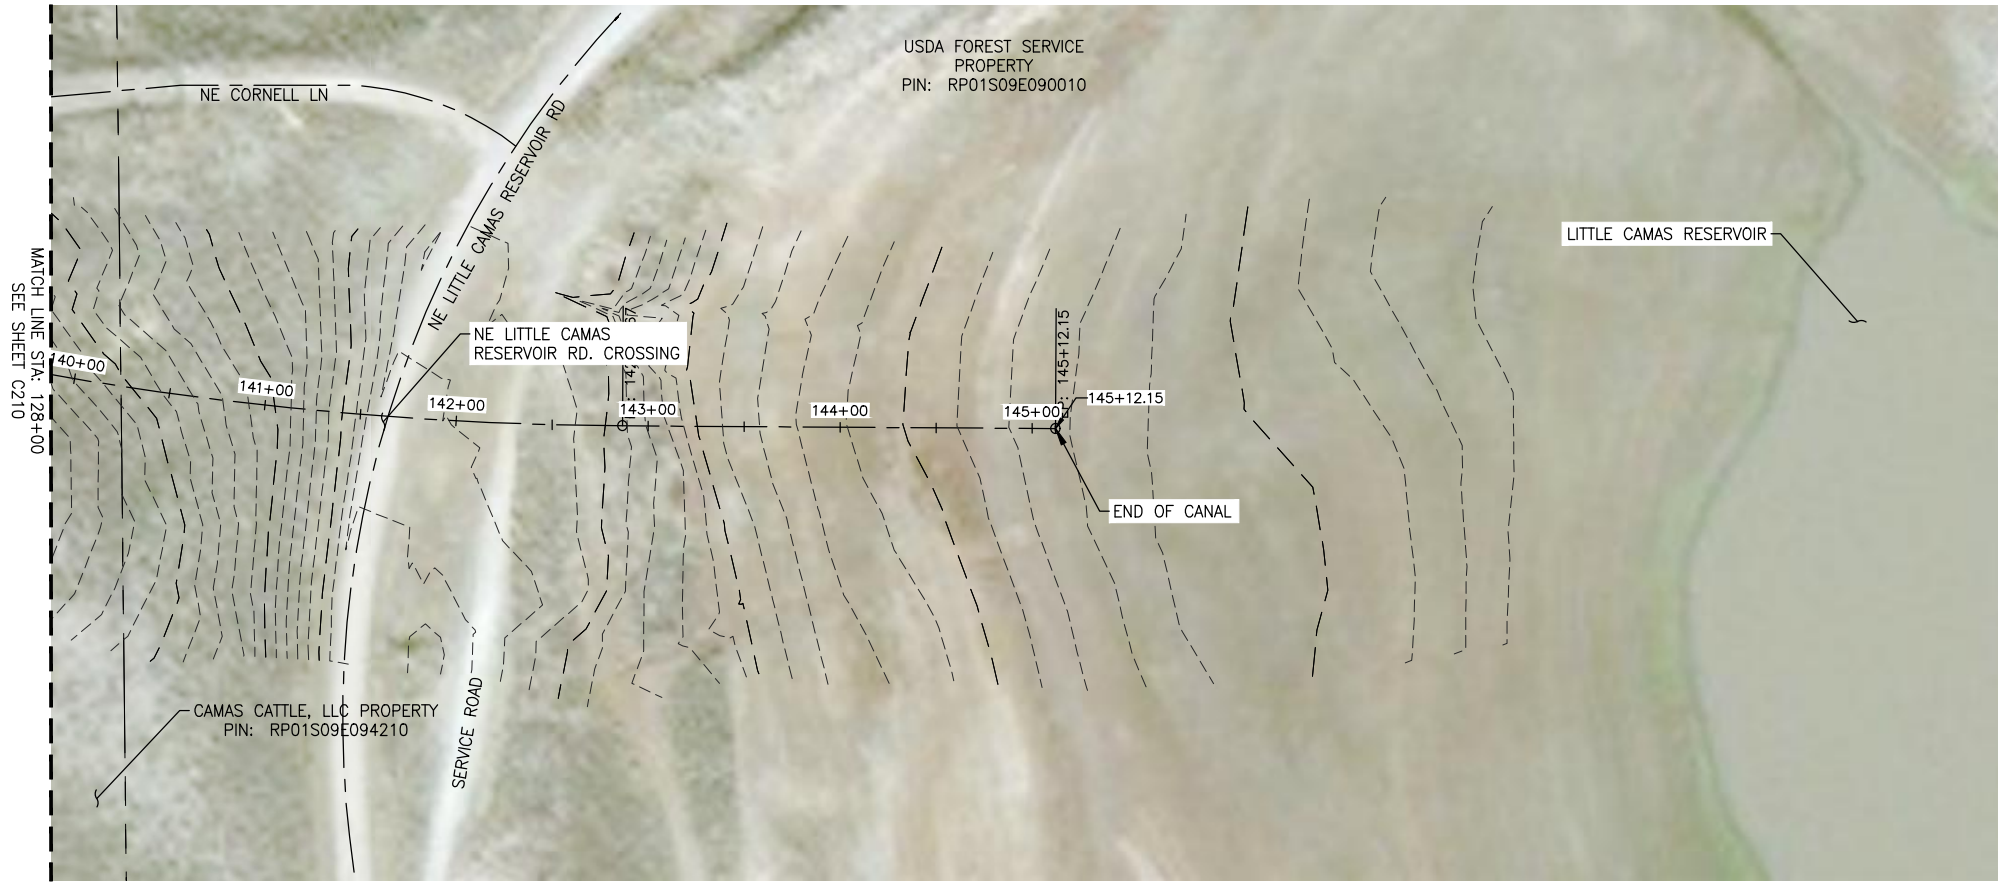 USDA FOREST SERVICE
PROPERTY
PIN: RP01S09E090010
NE CORNELL LN
NE LITTLE CAMAS RESERVOIR RD
LITTLE CAMAS RESERVOIR
MATCH LINE STA: 128+00
SEE SHEET C210
NE LITTLE CAMAS
RESERVOIR RD. CROSSING
145+12.15
140+00
141+00
142+00
143+00
144+00
145+00
145+12.15
END OF CANAL
CAMAS CATTLE, LLC PROPERTY
PIN: RP01S09E094210
SERVICE ROAD